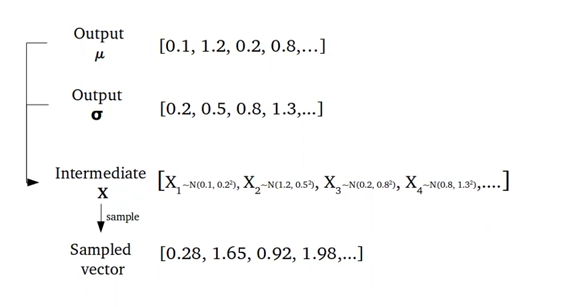 Output
μ
[0.1, 1.2, 0.2, 0.8,...]
Output
σ
[0.2, 0.5, 0.8, 1.3,...]
Intermediate
X
[X₁~N(0.1, 0.2²), X₂~N(1.2, 0.5²), X₃~N(0.2, 0.8²), X₄~N(0.8, 1.3²),....]
sample
Sampled
vector
[0.28, 1.65, 0.92, 1.98,...]